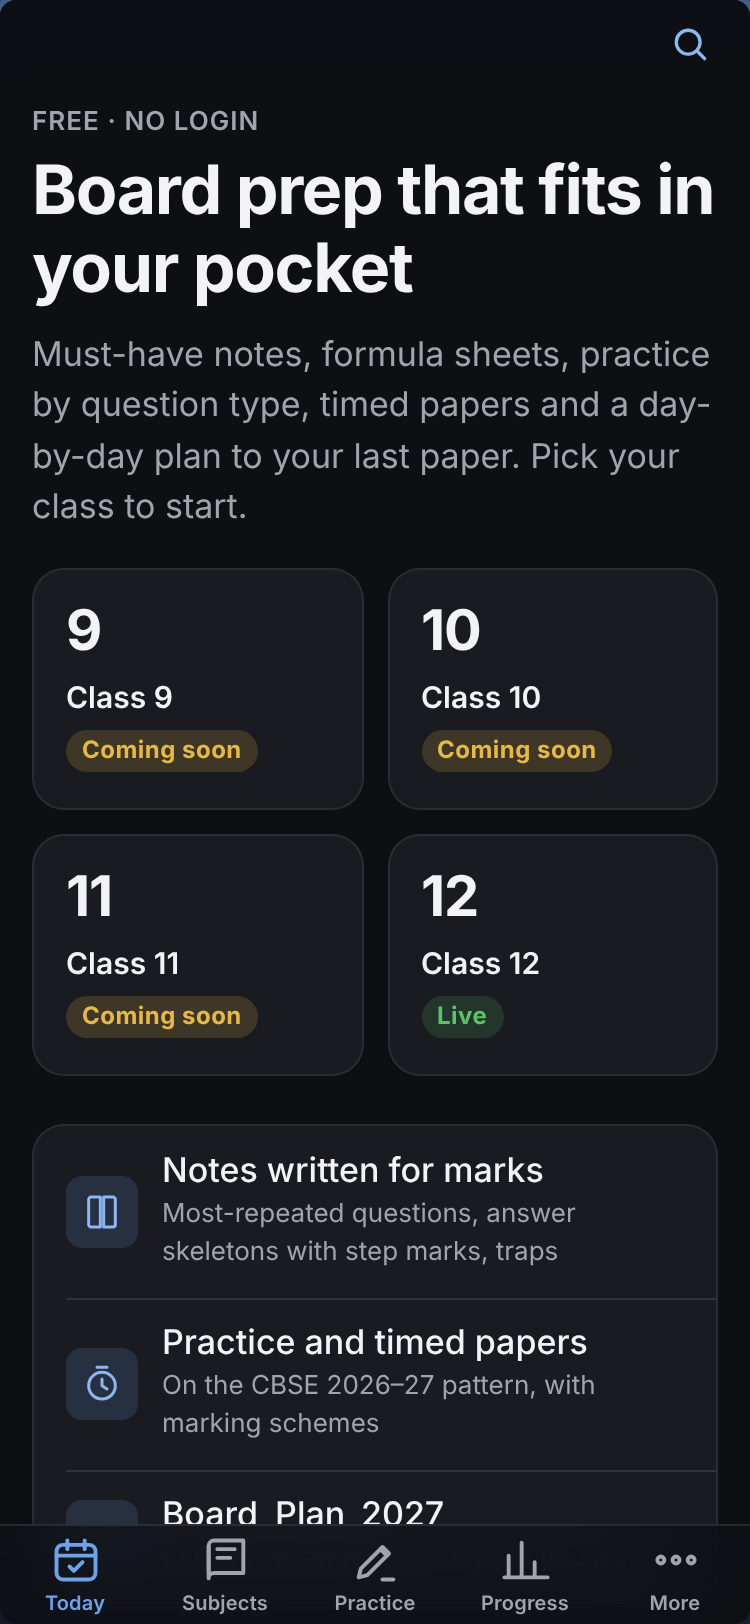 FREE · NO LOGIN
Board prep that fits in
your pocket
Must-have notes, formula sheets, practice
by question type, timed papers and a day-
by-day plan to your last paper. Pick your
class to start.
9
Class 9
Coming soon
10
Class 10
Coming soon
11
Class 11
Coming soon
12
Class 12
Live
Notes written for marks
Most-repeated questions, answer
skeletons with step marks, traps
Practice and timed papers
On the CBSE 2026–27 pattern, with
marking schemes
Board Plan 2027
Today
Subjects
Practice
Progress
More